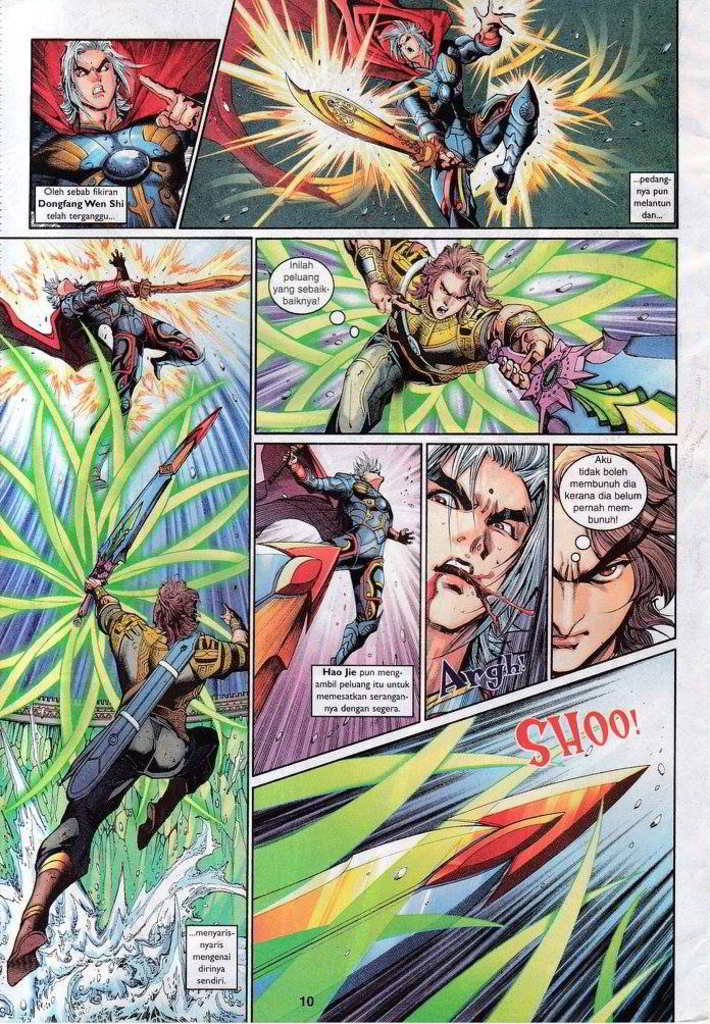 Oleh sebab fikiran
Dongfang Wen Shi
telah terganggu...
...pedang-
nya pun
melantun
dan...
...menyaris-
nyaris
mengenai
dirinya
sendiri.
Inilah
peluang
yang sebaik-
baiknya!
Hao Jie pun meng-
ambil peluang itu untuk
memesatkan serangan-
nya dengan segera.
Argh!
Aku
tidak boleh
membunuh dia
kerana dia belum
pernah mem-
bunuh!
SHOO!
10